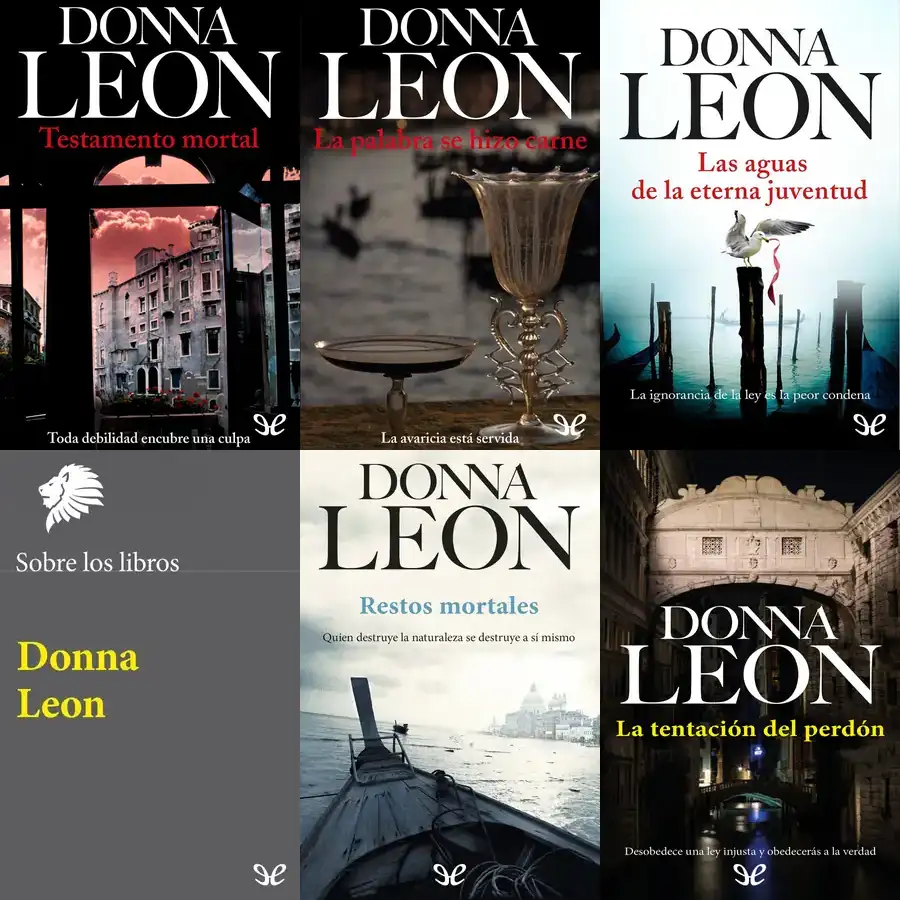 DONNA
LEON
Testamento mortal
Toda debilidad encubre una culpa
DONNA
LEON
La palabra se hizo carne
La avaricia está servida
DONNA
LEON
Las aguas
de la eterna juventud
La ignorancia de la ley es la peor condena
Sobre los libros
Donna
Leon
DONNA
LEON
Restos mortales
Quien destruye la naturaleza se destruye a sí mismo
DONNA
LEON
La tentación del perdón
Desobedece una ley injusta y obedecerás a la verdad